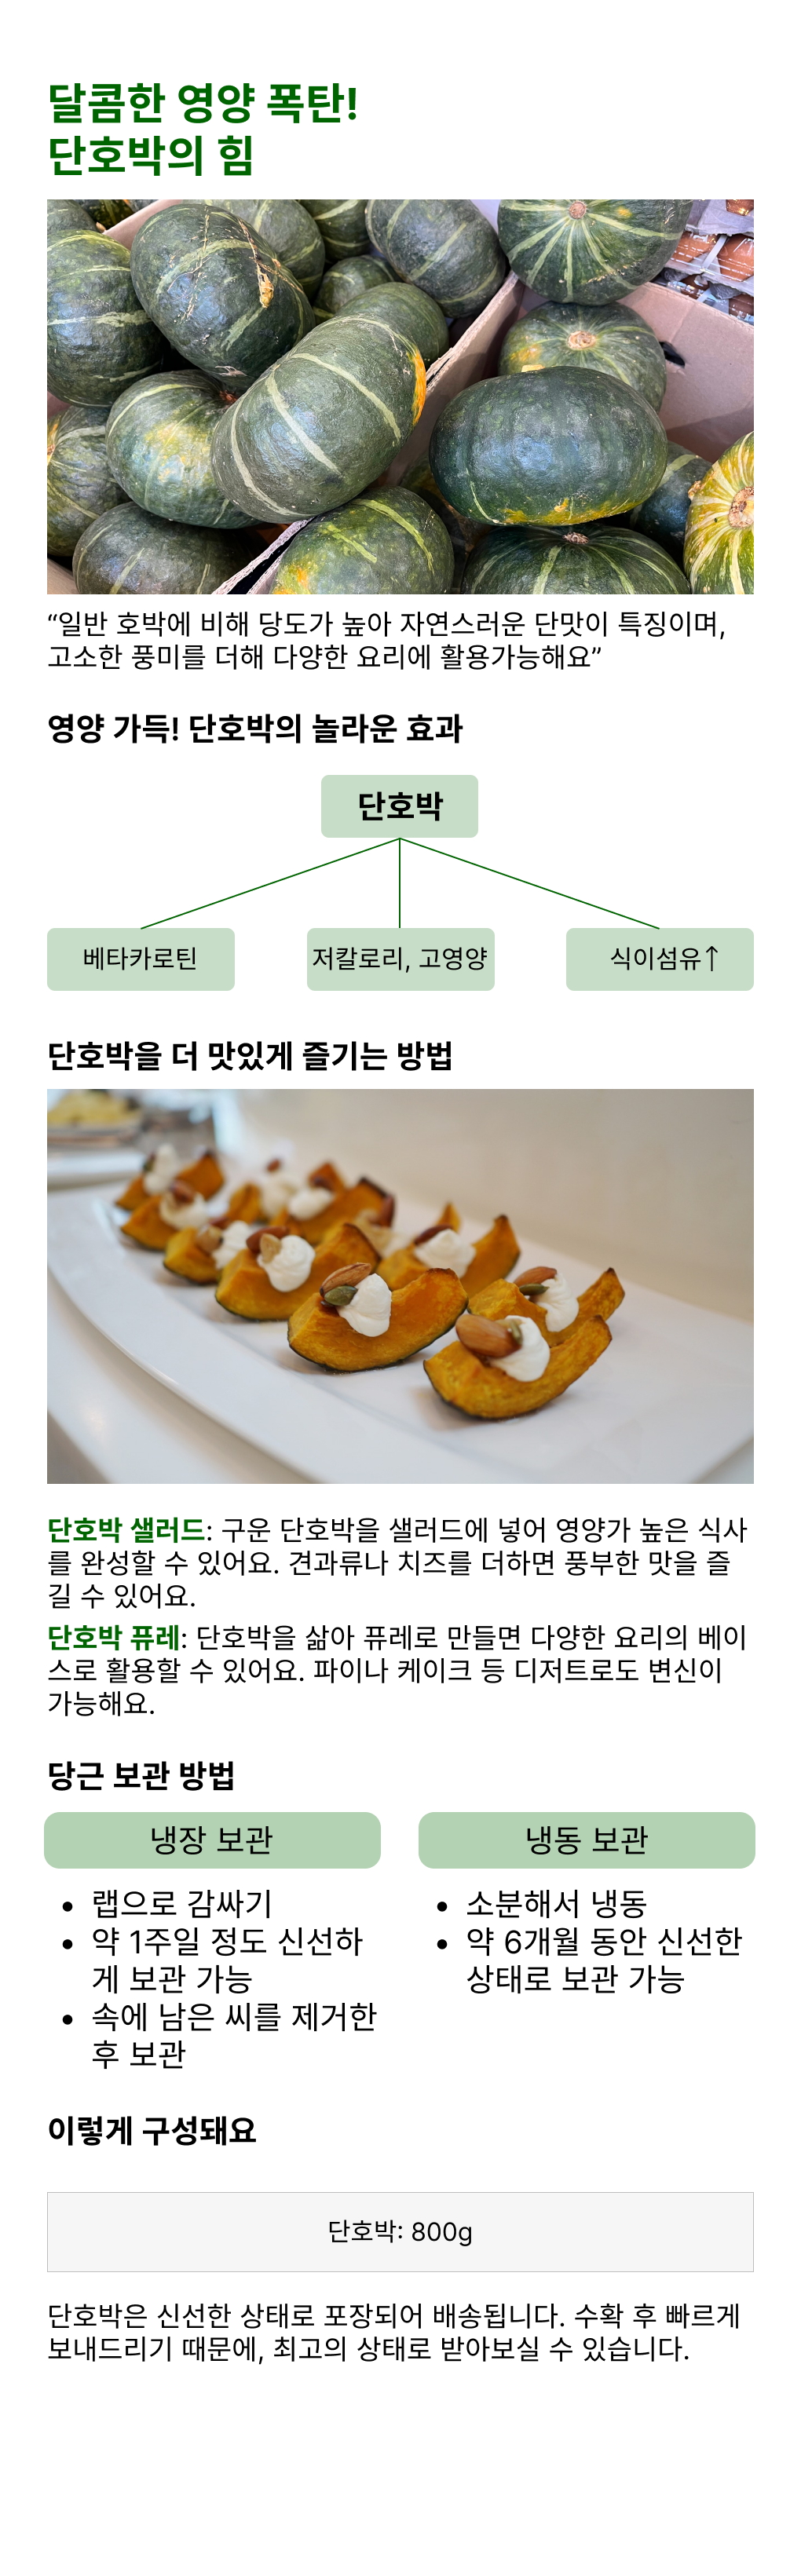 달콤한 영양 폭탄!
단호박의 힘
“일반 호박에 비해 당도가 높아 자연스러운 단맛이 특징이며,
고소한 풍미를 더해 다양한 요리에 활용가능해요”
영양 가득! 단호박의 놀라운 효과
단호박
베타카로틴
저칼로리, 고영양
식이섬유↑
단호박을 더 맛있게 즐기는 방법
단호박 샐러드: 구운 단호박을 샐러드에 넣어 영양가 높은 식사
를 완성할 수 있어요. 견과류나 치즈를 더하면 풍부한 맛을 즐
길 수 있어요.
단호박 퓨레: 단호박을 삶아 퓨레로 만들면 다양한 요리의 베이
스로 활용할 수 있어요. 파이나 케이크 등 디저트로도 변신이
가능해요.
당근 보관 방법
냉장 보관
• 랩으로 감싸기
• 약 1주일 정도 신선하
게 보관 가능
• 속에 남은 씨를 제거한
후 보관
냉동 보관
• 소분해서 냉동
• 약 6개월 동안 신선한
상태로 보관 가능
이렇게 구성돼요
단호박: 800g
단호박은 신선한 상태로 포장되어 배송됩니다. 수확 후 빠르게
보내드리기 때문에, 최고의 상태로 받아보실 수 있습니다.